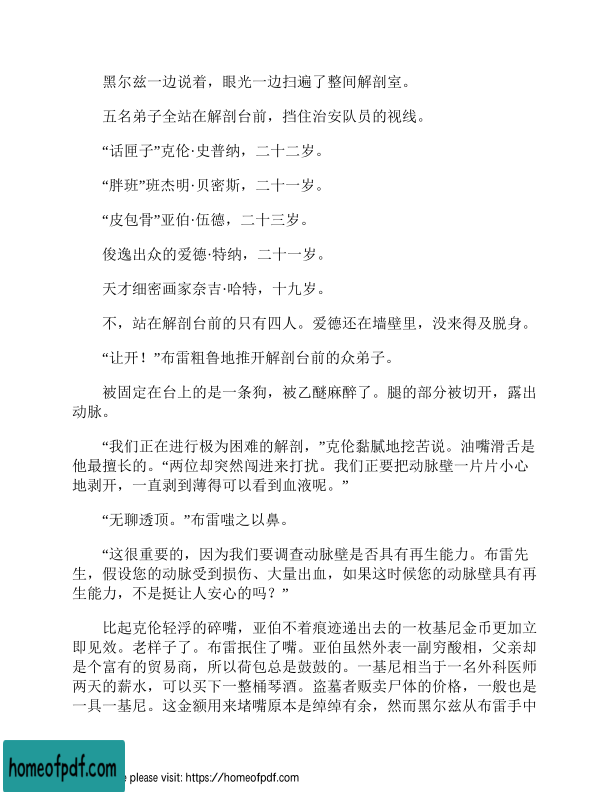 黑尔兹一边说着，眼光一边扫遍了整间解剖室。
五名弟子全站在解剖台前，挡住治安队员的视线。
“话匣子”克伦·史普纳，二十二岁。
“胖班”班杰明·贝密斯，二十一岁。
“皮包骨”亚伯·伍德，二十三岁。
俊逸出众的爱德·特纳，二十一岁。
天才细密画家奈吉·哈特，十九岁。
不，站在解剖台前的只有四人。爱德还在墙壁里，没来得及脱身。
“让开！”布雷粗鲁地推开解剖台前的众弟子。
被固定在台上的是一条狗，被乙醚麻醉了。腿的部分被切开，露出
动脉。
“我们正在进行极为困难的解剖，”克伦黏腻地挖苦说。油嘴滑舌是
他最擅长的。“两位却突然闯进来打扰。我们正要把动脉壁一片片小心
地剥开，一直剥到薄得可以看到血液呢。”
“无聊透顶。”布雷嗤之以鼻。
“这很重要的，因为我们要调查动脉壁是否具有再生能力。布雷先
生，假设您的动脉受到损伤、大量出血，如果这时候您的动脉壁具有再
生能力，不是挺让人安心的吗？”
比起克伦轻浮的碎嘴，亚伯不着痕迹递出去的一枚基尼金币更加立
即见效。老样子了。布雷抿住了嘴。亚伯虽然外表一副穷酸相，父亲却
是个富有的贸易商，所以荷包总是鼓鼓的。一基尼相当于一名外科医师
两天的薪水，可以买下一整桶琴酒。盗墓者贩卖尸体的价格，一般也是
一具一基尼。这金额用来堵嘴原本是绰绰有余，然而黑尔兹从布雷手中
homeofpdf.com
e please visit: https://homeofpdf.com